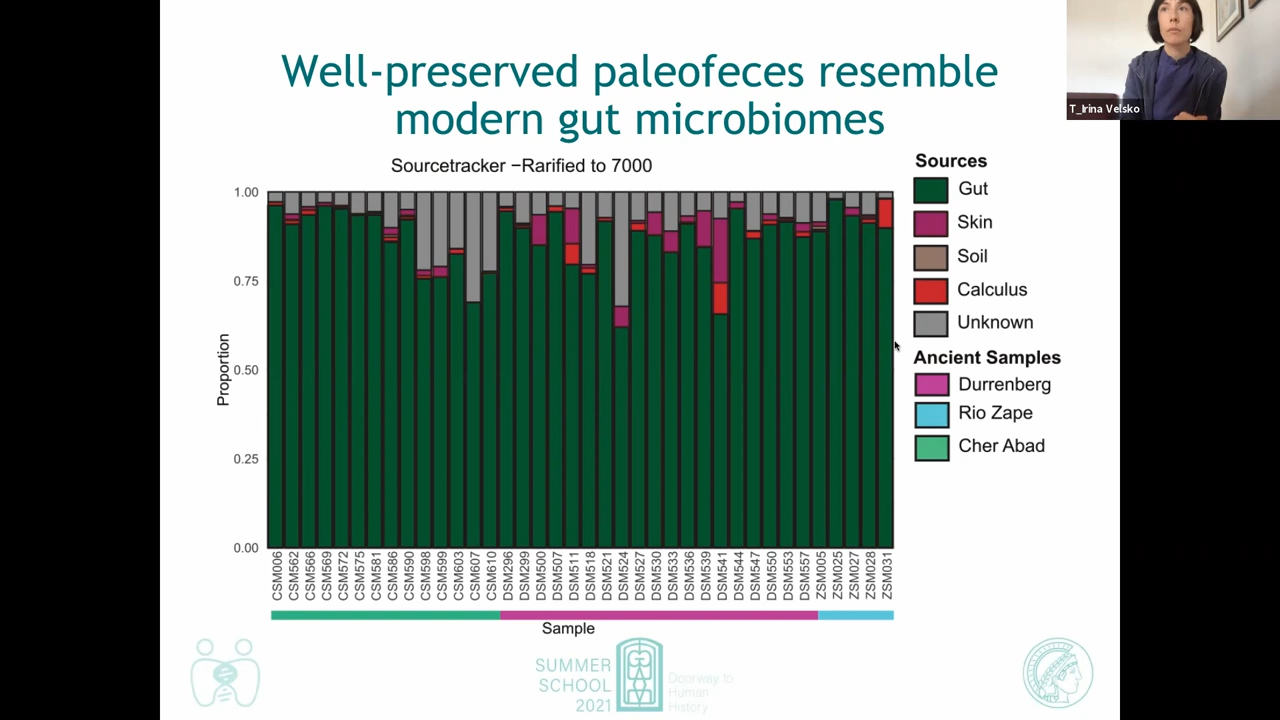 Well-preserved paleofeces resemble
modern gut microbiomes
T_Irina Velsko
Sourcetracker −Rarified to 7000
Sources
Gut
Skin
Soil
Calculus
Unknown
Ancient Samples
Durrenberg
Rio Zape
Cher Abad
Proportion
1.00
0.75
0.50
0.25
0.00
CSM006
CSM562
CSM566
CSM569
CSM572
CSM575
CSM581
CSM586
CSM590
CSM598
CSM599
CSM603
CSM607
CSM610
DSM296
DSM299
DSM500
DSM507
DSM511
DSM518
DSM521
DSM524
DSM527
DSM530
DSM533
DSM536
DSM539
DSM541
DSM544
DSM547
DSM550
DSM553
DSM557
ZSM005
ZSM025
ZSM027
ZSM028
ZSM031
Sample
SUMMER
SCHOOL
2021
Doorway to
Human
History